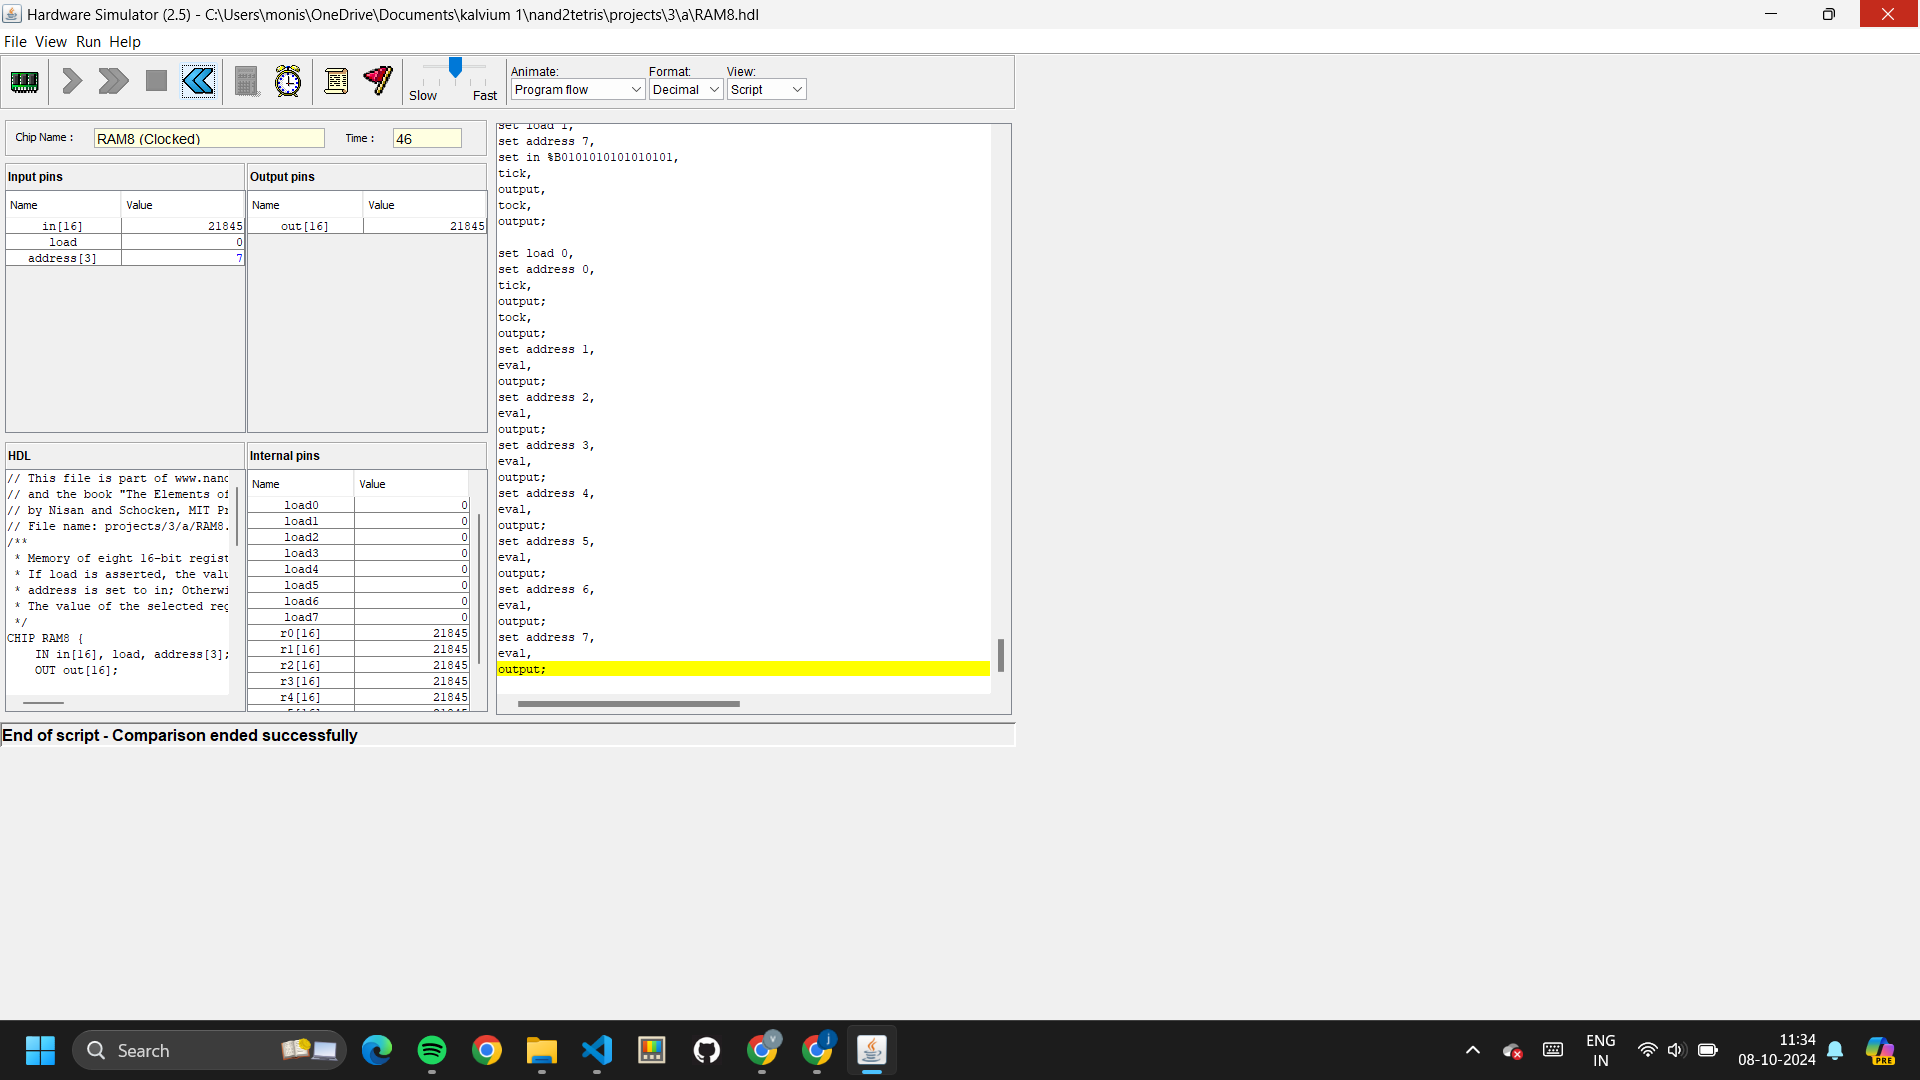 Hardware Simulator (2.5) - C:\Users\monis\OneDrive\Documents\kalvium 1\nand2tetris\projects\3\a\RAM8.hdl
File View Run Help
Slow Fast
Animate:
Program flow
Format:
Decimal
View:
Script
Chip Name :
RAM8 (Clocked)
Time :
46
Input pins
Name Value
in[16] 21845
load 0
address[3] 7
Output pins
Name Value
out[16] 21845
HDL
// This file is part of
// and the book "The Elements
// by Nisan and Schocken, MIT
// File name: projects/3/a/RAM8.
/**
* Memory of eight 16-bit
* If load is asserted, the
* address is set to in;
* The value of the selected
*/
CHIP RAM8 {
IN in[16], load, address[3];
OUT out[16];
Internal pins
Name Value
load0 0
load1 0
load2 0
load3 0
load4 0
load5 0
load6 0
load7 0
r0[16] 21845
r1[16] 21845
r2[16] 21845
r3[16] 21845
r4[16] 21845
set load 1,
set address 7,
set in %B0101010101010101,
tick,
output,
tock,
output;
set load 0,
set address 0,
tick,
output;
tock,
output;
set address 1,
eval,
output;
set address 2,
eval,
output;
set address 3,
eval,
output;
set address 4,
eval,
output;
set address 5,
eval,
output;
set address 6,
eval,
output;
set address 7,
eval,
output;
End of script - Comparison ended successfully
Search
v
j
ENG
IN
11:34
08-10-2024
PRE